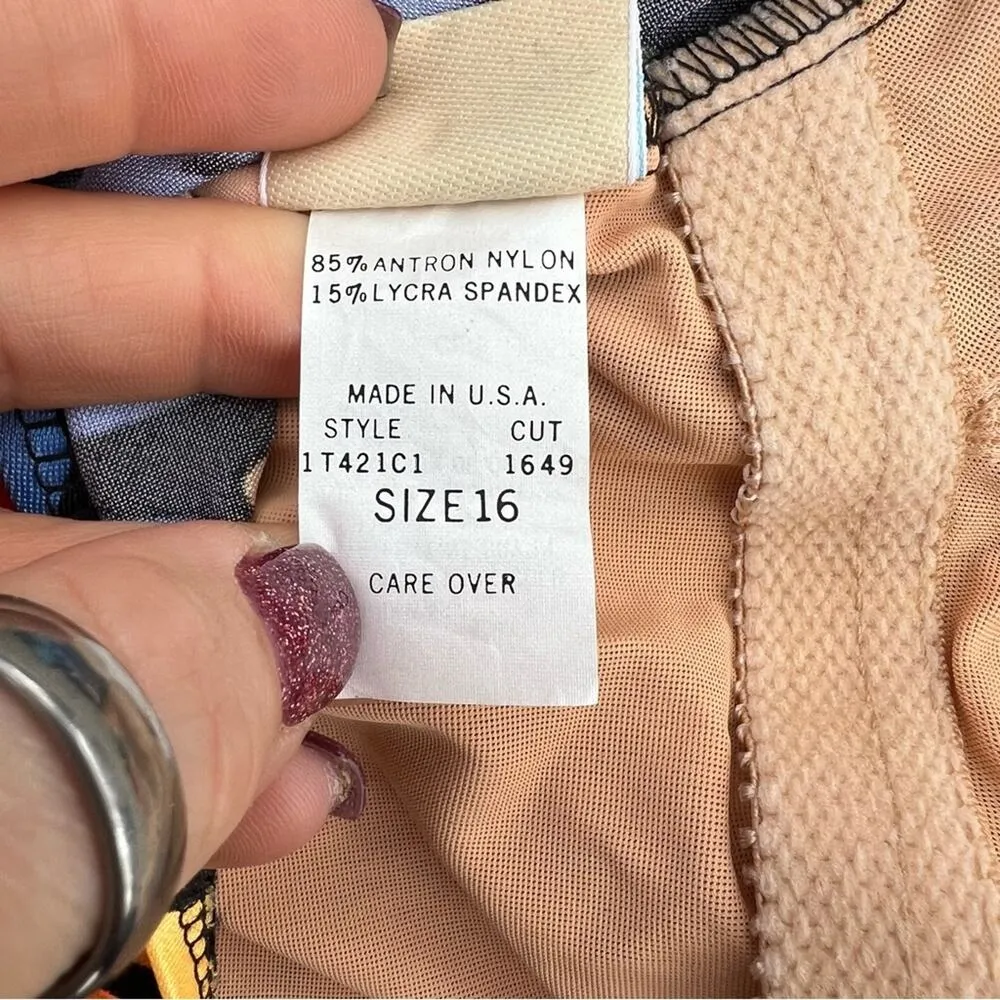 85% ANTRON NYLON
15% LYCRA SPANDEX
MADE IN U.S.A.
STYLE CUT
1T421C1 1649
SIZE 16
CARE OVER